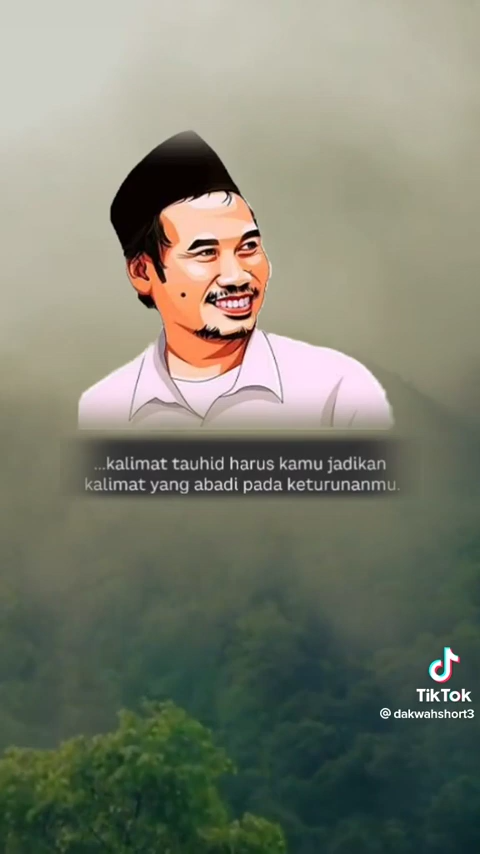 ...kalimat tauhid harus kamu jadikan
kalimat yang abadi pada keturunanmu.
TikTok
@ dakwahshort3